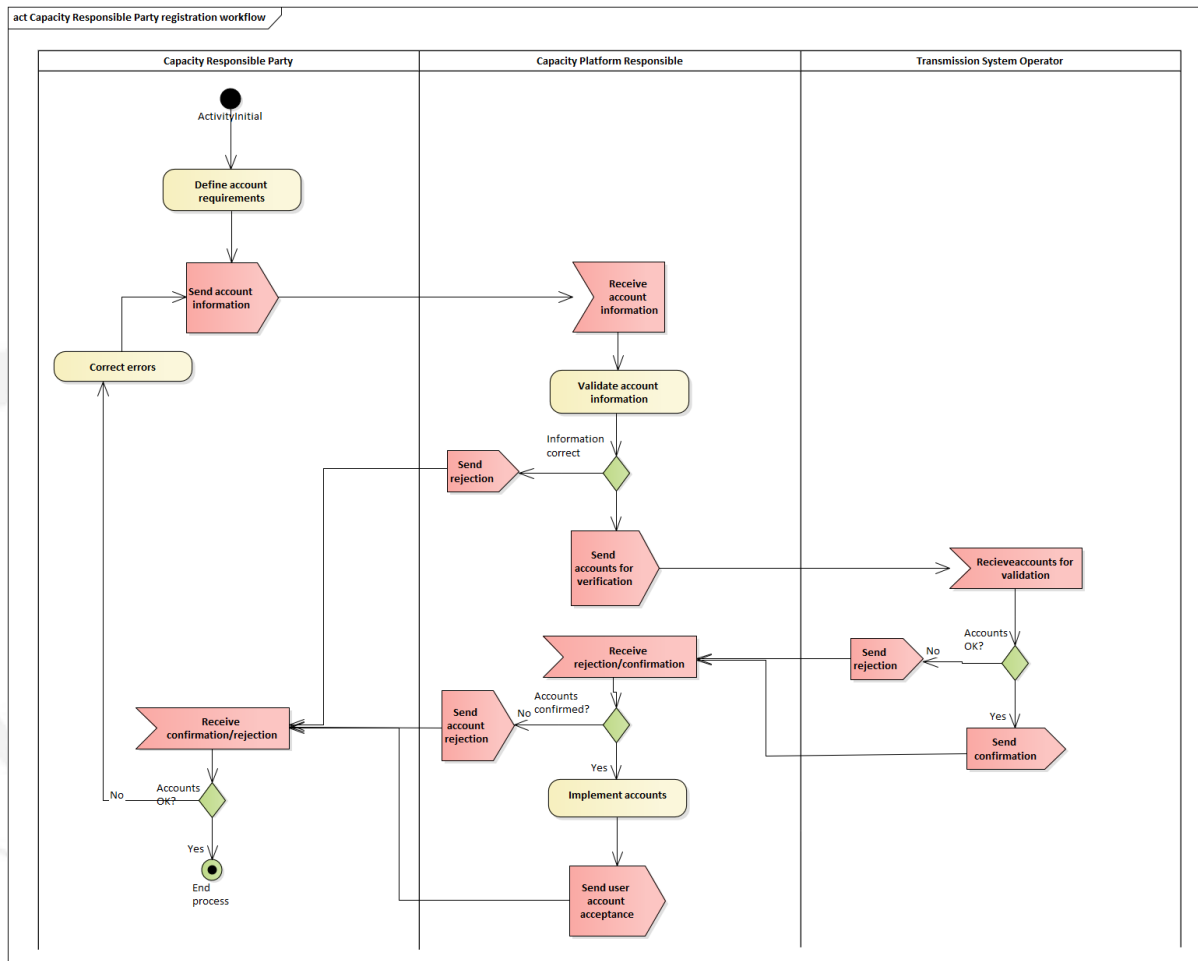 act Capacity Responsible Party registration workflow
Capacity Responsible Party
Capacity Platform Responsible
Transmission System Operator
ActivityInitial
Define account
requirements
Send account
information
Receive
account
information
Correct errors
Validate account
information
Information
correct
Send
rejection
Send
accounts for
verification
Recieveaccounts for
validation
Accounts
OK?
No
Send
rejection
Receive
rejection/confirmation
Yes
Send
confirmation
Accounts
confirmed?
No
Send
account
rejection
Receive
confirmation/rejection
Yes
Implement accounts
Accounts
OK?
No
Yes
End
process
Send user
account
acceptance